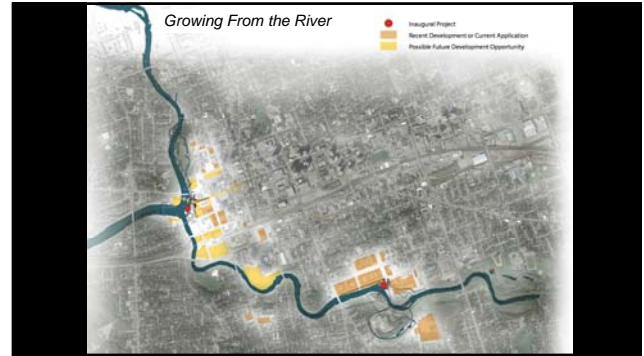 Growing From the River
Inaugural Project
Recent Development or Current Application
Possible Future Development Opportunity